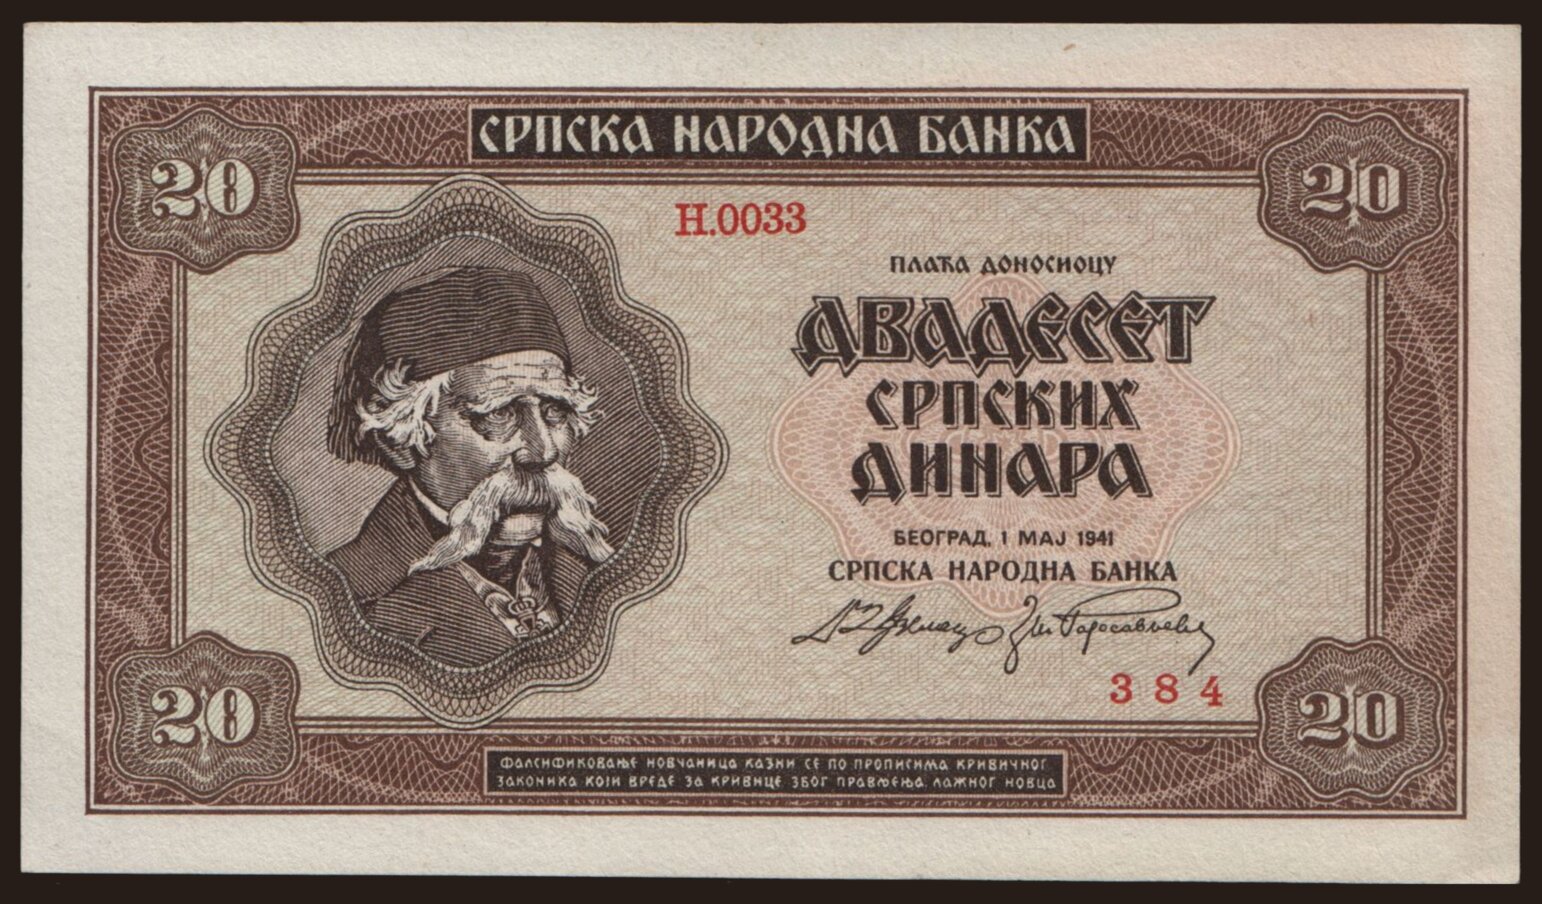 СРПСКА НАРОДНА БАНКА
20
20
Н.0033
ПЛАЋА ДОНОСИОЦУ
ДВАДЕСЕТ
СРПСКИХ
ДИНАРА
БЕОГРАД, 1 МАЈ 1941
СРПСКА НАРОДНА БАНКА
384
20
20
ФАЛСИФИКОВАЊЕ НОВЧАНИЦА КАЗНИ СЕ ПО ПРОПИСИМА КРИВИЧНОГ
ЗАКОНИКА КОЈИ ВРЕДЕ ЗА КРИВИЦЕ ЗБОГ ПРАВЉЕЊА ЛАЖНОГ НОВЦА